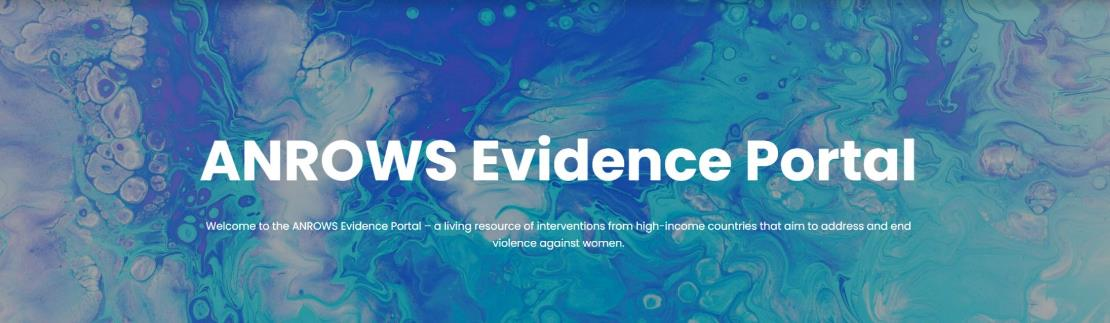 ANROWS Evidence Portal
Welcome to the ANROWS Evidence Portal – a living resource of interventions from high-income countries that aim to address and end
violence against women.